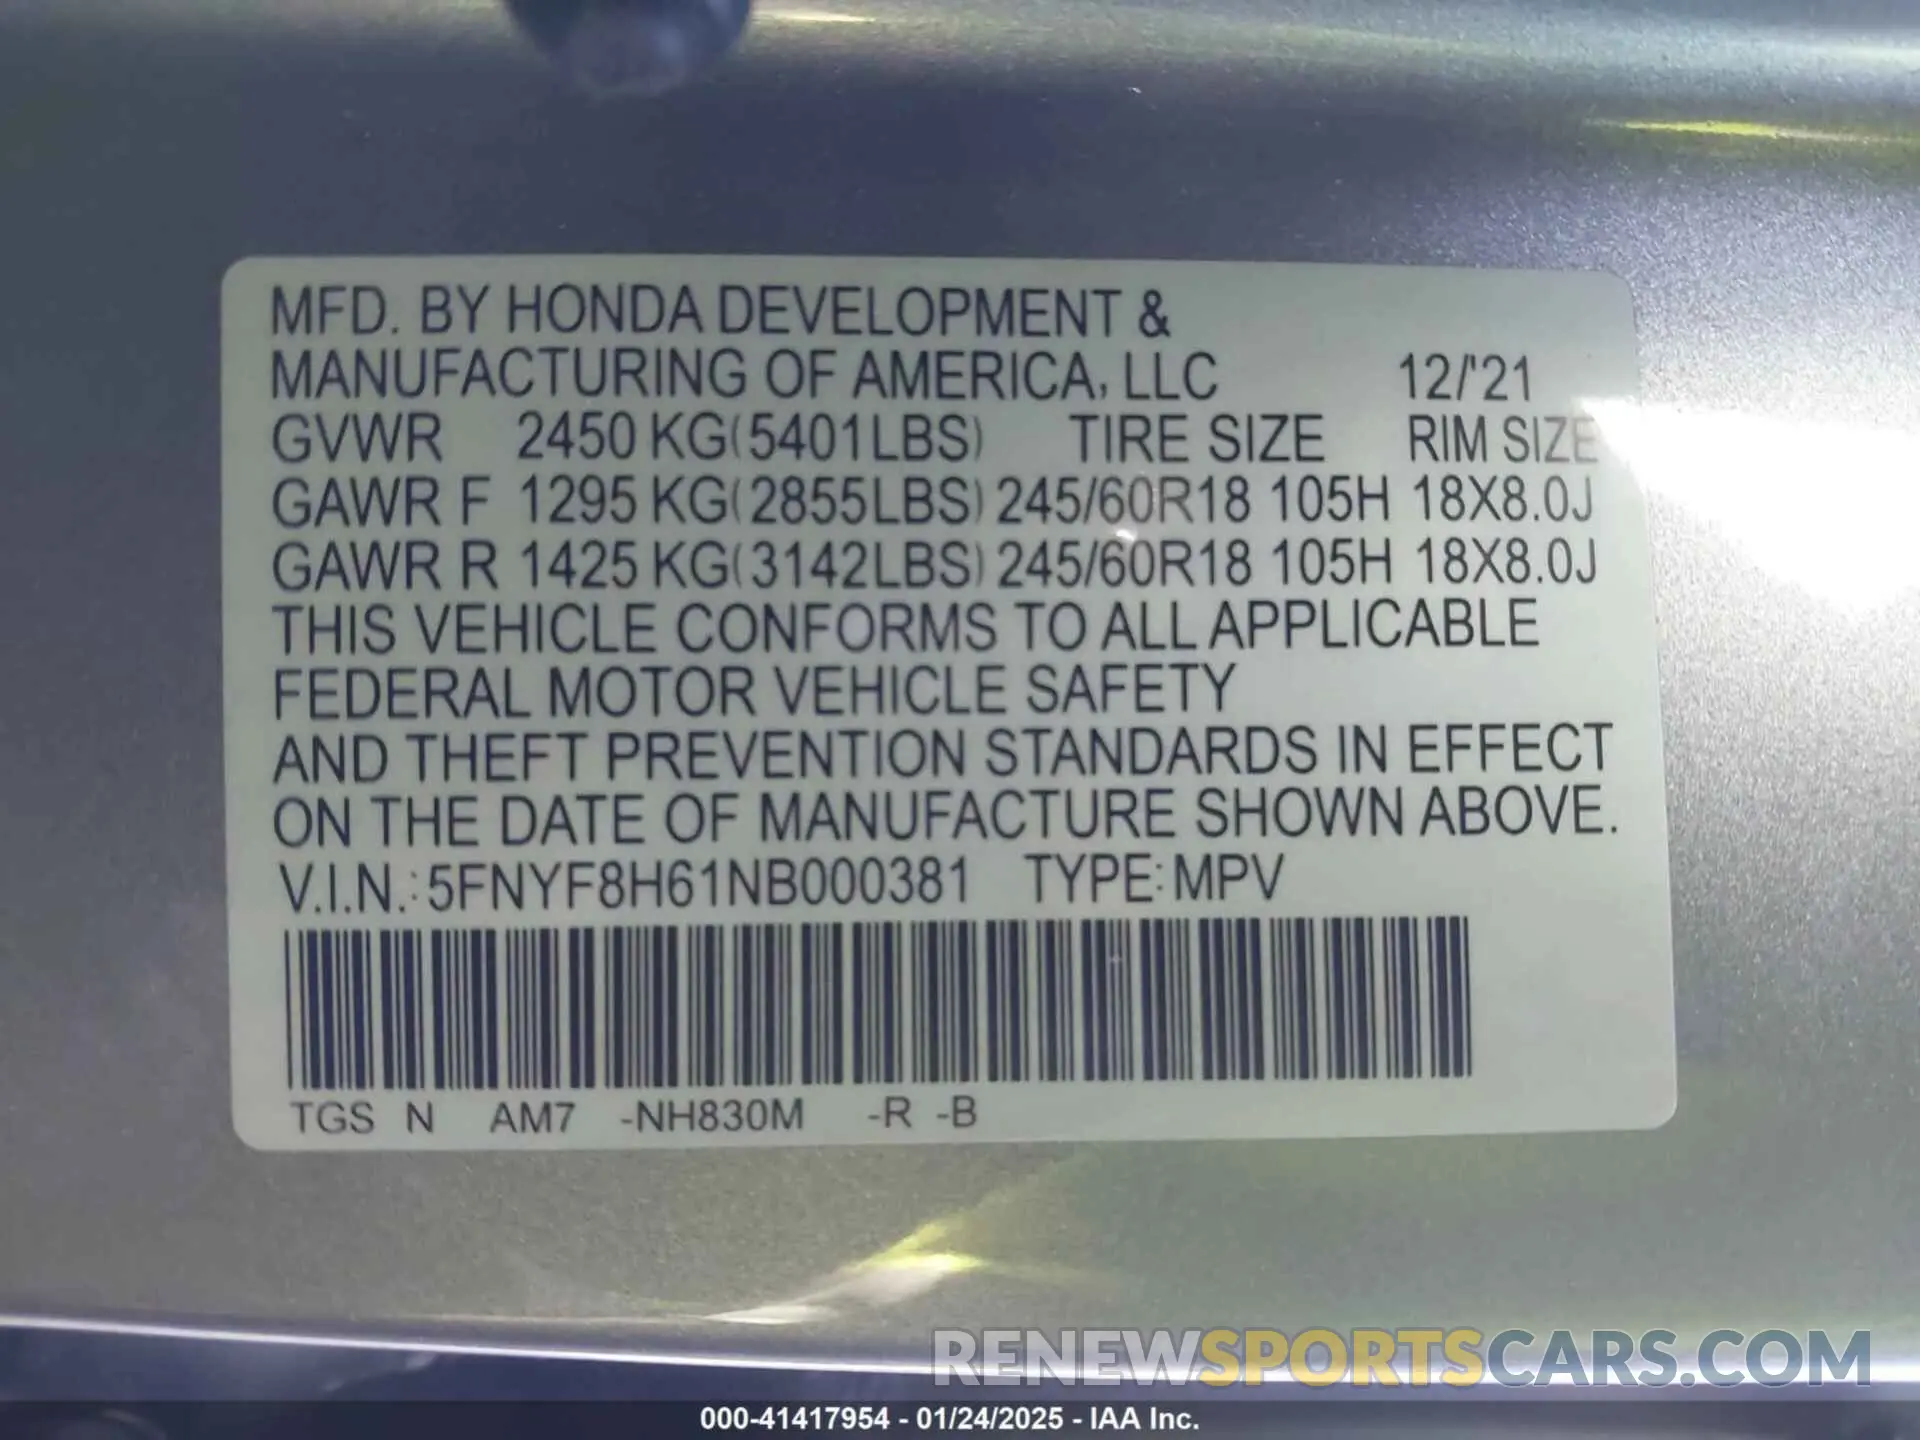 MFD. BY HONDA DEVELOPMENT &
MANUFACTURING OF AMERICA, LLC 12/'21
GVWR 2450 KG(5401LBS) TIRE SIZE RIM SIZE
GAWR F 1295 KG(2855LBS) 245/60R18 105H 18X8.0J
GAWR R 1425 KG(3142LBS) 245/60R18 105H 18X8.0J
THIS VEHICLE CONFORMS TO ALL APPLICABLE
FEDERAL MOTOR VEHICLE SAFETY
AND THEFT PREVENTION STANDARDS IN EFFECT
ON THE DATE OF MANUFACTURE SHOWN ABOVE.
V.I.N.: 5FNYF8H61NB000381 TYPE: MPV
TGS N AM7 -NH830M -R -B
RENEWSPORTSCARS.COM
000-41417954 - 01/24/2025 - IAA Inc.